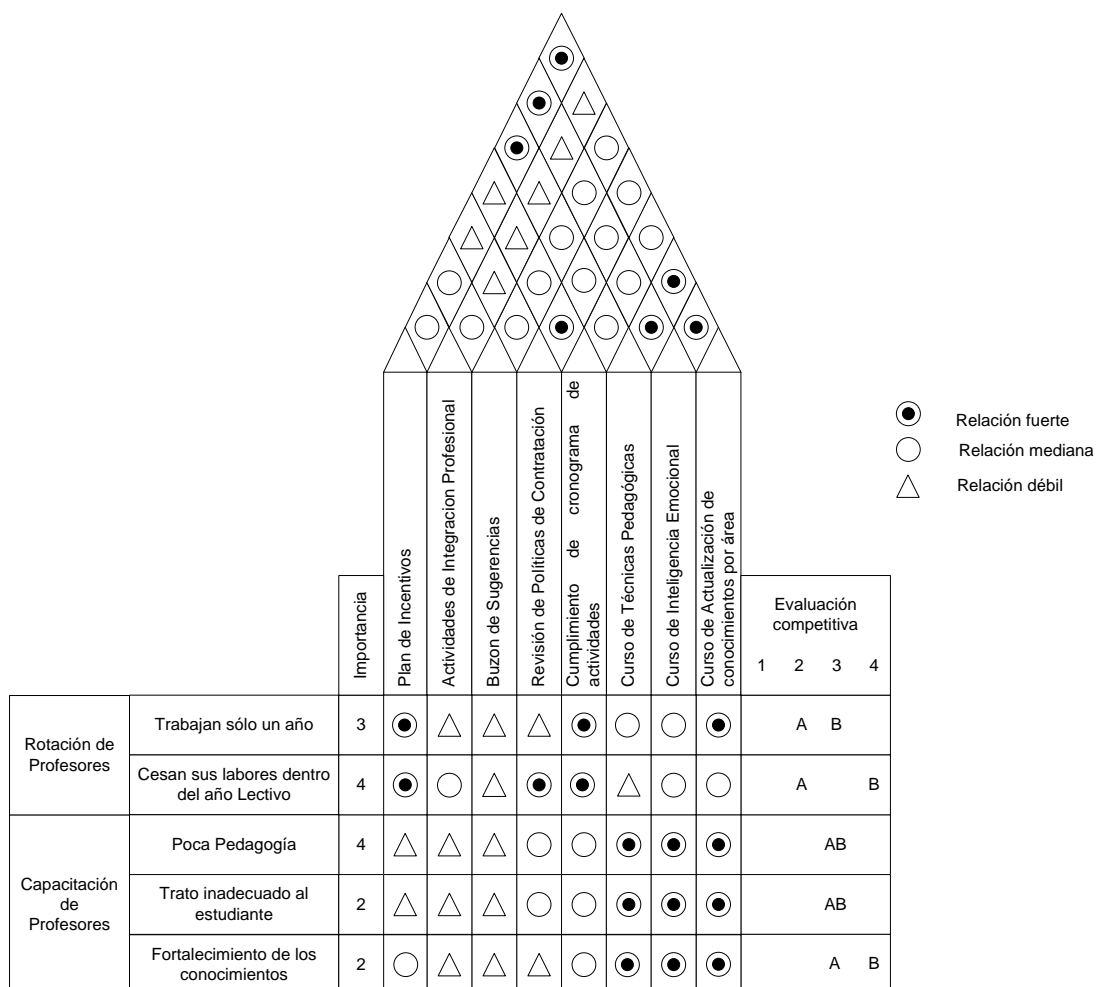 Relación fuerte
Relación mediana
Relación débil
Importancia
Plan de Incentivos
Actividades de Integracion Profesional
Buzon de Sugerencias
Revisión de Políticas de Contratación
Cumplimiento de cronograma de
actividades
Curso de Técnicas Pedagógicas
Curso de Inteligencia Emocional
Curso de Actualización de
conocimientos por área
Evaluación
competitiva
1 2 3 4
Rotación de
Profesores
Trabajan sólo un año
3
A B
Cesan sus labores dentro
del año Lectivo
4
A B
Capacitación
de
Profesores
Poca Pedagogía
4
AB
Trato inadecuado al
estudiante
2
AB
Fortalecimiento de los
conocimientos
2
A B